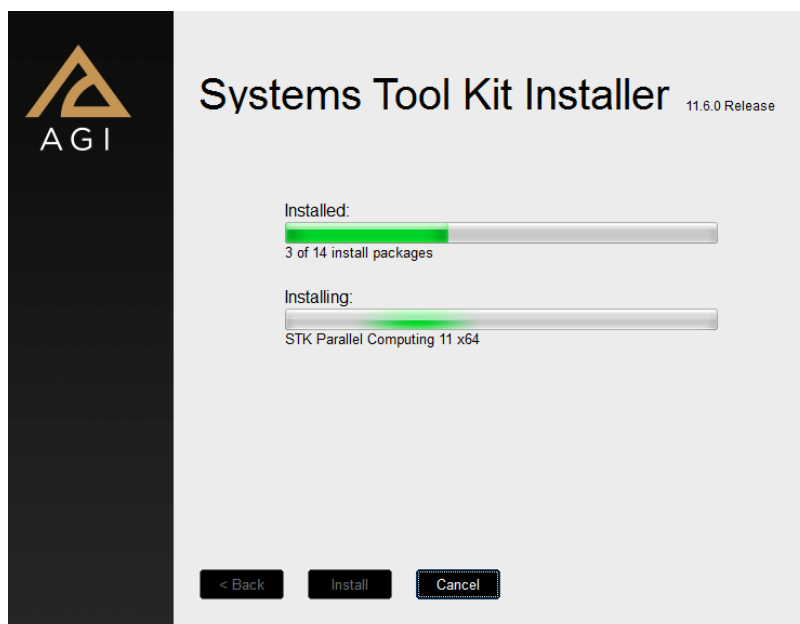 AGI
Systems Tool Kit Installer 11.6.0 Release
Installed:
3 of 14 install packages
Installing:
STK Parallel Computing 11 x64
< Back Install Cancel